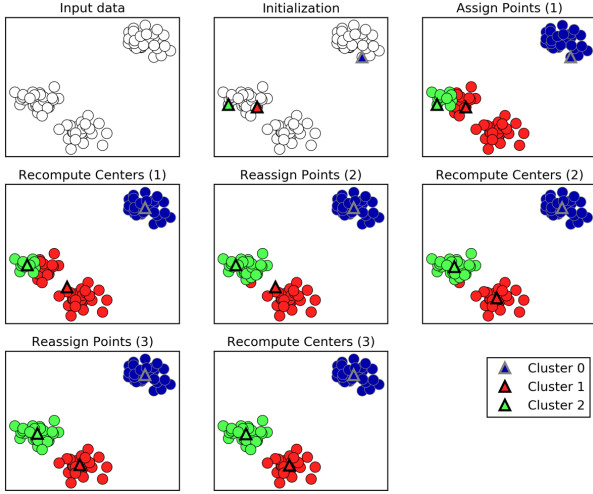 Input data
Initialization
Assign Points (1)
Recompute Centers (1)
Reassign Points (2)
Recompute Centers (2)
Reassign Points (3)
Recompute Centers (3)
Cluster 0
Cluster 1
Cluster 2